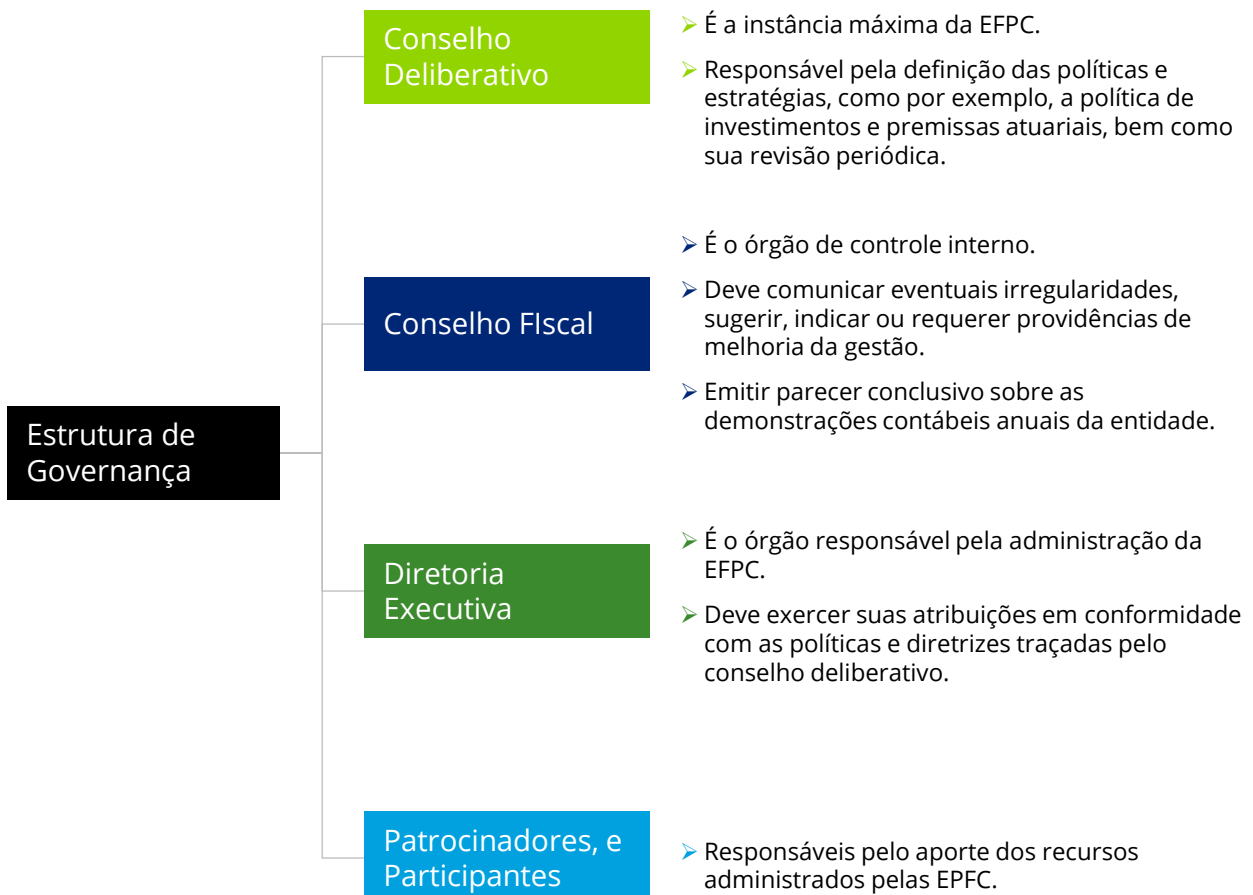 Estrutura de
Governança
Conselho
Deliberativo
➢ É a instância máxima da EFPC.
➢ Responsável pela definição das políticas e
estratégias, como por exemplo, a política de
investimentos e premissas atuariais, bem como
sua revisão periódica.
Conselho FIscal
➢ É o órgão de controle interno.
➢ Deve comunicar eventuais irregularidades,
sugerir, indicar ou requerer providências de
melhoria da gestão.
➢ Emitir parecer conclusivo sobre as
demonstrações contábeis anuais da entidade.
Diretoria
Executiva
➢ É o órgão responsável pela administração da
EFPC.
➢ Deve exercer suas atribuições em conformidade
com as políticas e diretrizes traçadas pelo
conselho deliberativo.
Patrocinadores, e
Participantes
➢ Responsáveis pelo aporte dos recursos
administrados pelas EPFC.